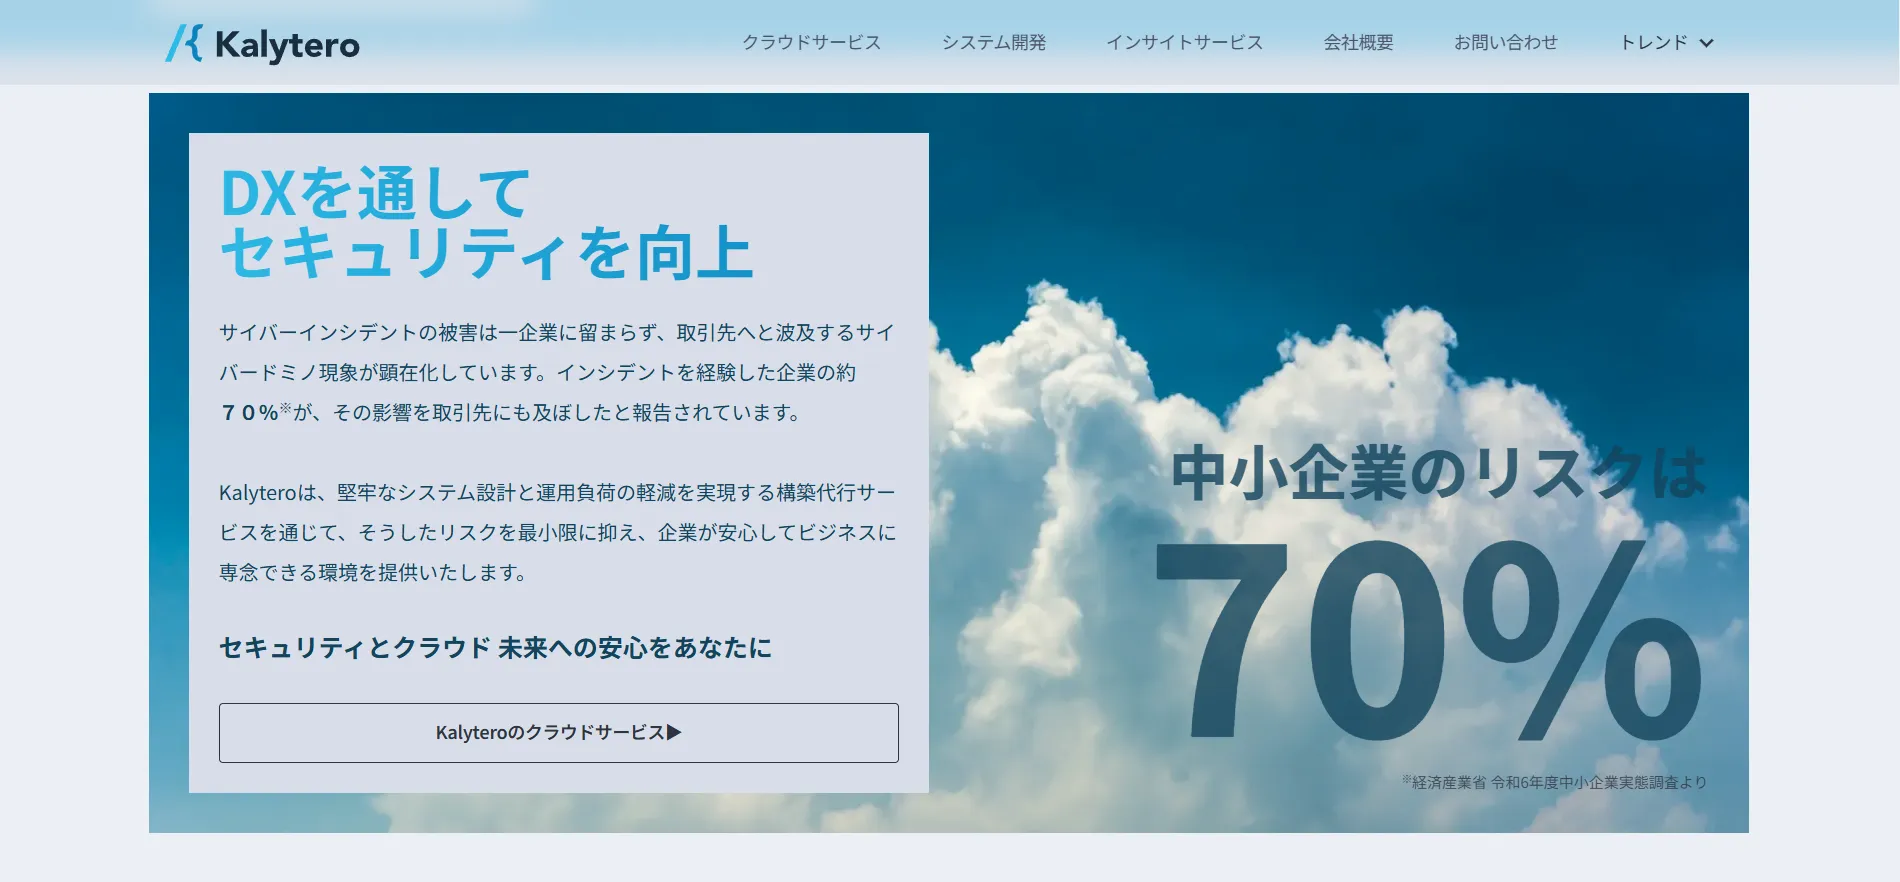 Kalytero
クラウドサービス
システム開発
インサイトサービス
会社概要
お問い合わせ
トレンド
DXを通して
セキュリティを向上
サイバーインシデントの被害は一企業に留まらず、取引先へと波及するサイ
バードミノ現象が顕在化しています。インシデントを経験した企業の約
７０％※が、その影響を取引先にも及ぼしたと報告されています。
Kalyteroは、堅牢なシステム設計と運用負荷の軽減を実現する構築代行サー
ビスを通じて、そうしたリスクを最小限に抑え、企業が安心してビジネスに
専念できる環境を提供いたします。
セキュリティとクラウド 未来への安心をあなたに
Kalyteroのクラウドサービス▶
中小企業のリスクは
70%
※経済産業省 令和6年度中小企業実態調査より